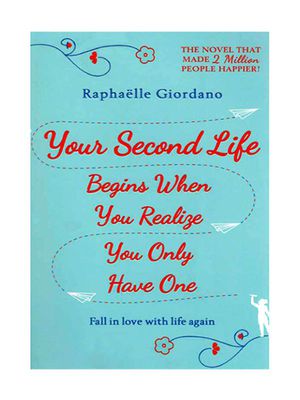 THE NOVEL THAT
MADE 2 Million
PEOPLE HAPPIER!
Raphaëlle Giordano
Your Second Life
Begins When
You Realize
You Only
Have One
Fall in love with life again